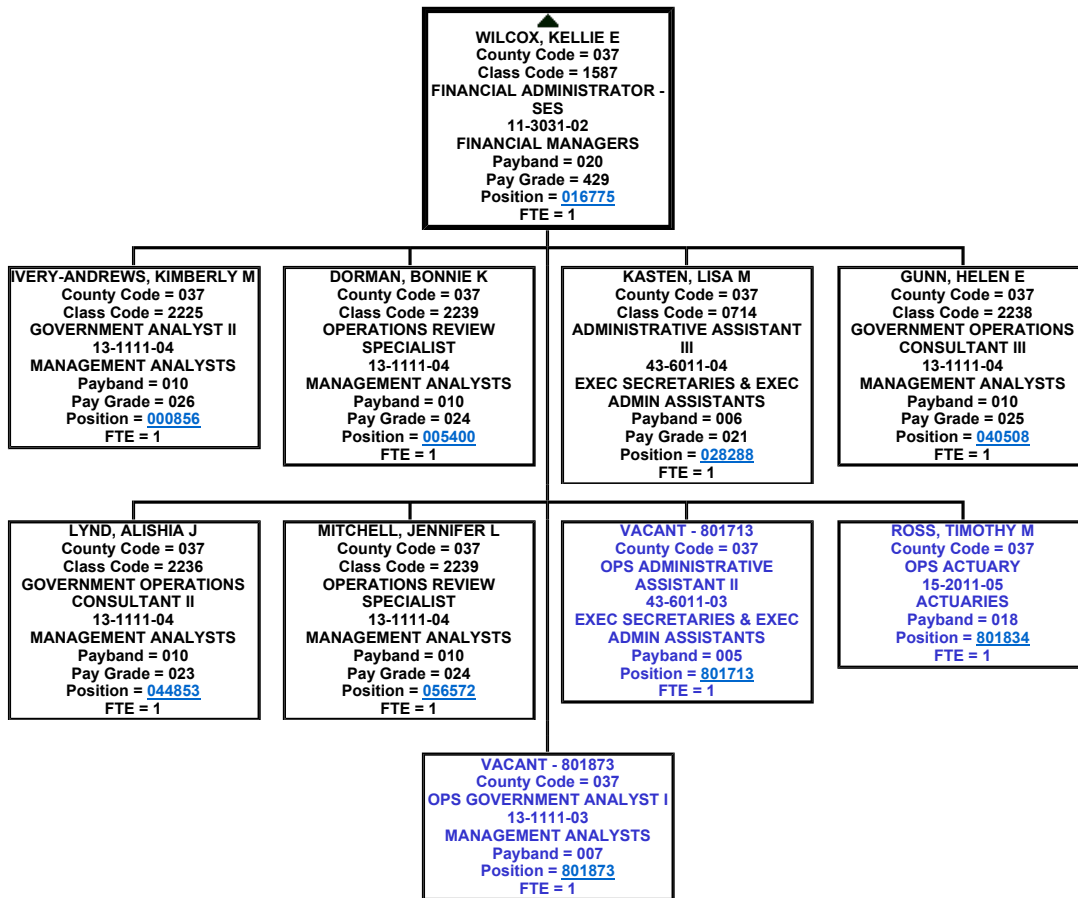 WILCOX, KELLIE E
County Code = 037
Class Code = 1587
FINANCIAL ADMINISTRATOR -
SES
11-3031-02
FINANCIAL MANAGERS
Payband = 020
Pay Grade = 429
Position = 016775
FTE = 1
IVERY-ANDREWS, KIMBERLY M
County Code = 037
Class Code = 2225
GOVERNMENT ANALYST II
13-1111-04
MANAGEMENT ANALYSTS
Payband = 010
Pay Grade = 026
Position = 000856
FTE = 1
DORMAN, BONNIE K
County Code = 037
Class Code = 2239
OPERATIONS REVIEW
SPECIALIST
13-1111-04
MANAGEMENT ANALYSTS
Payband = 010
Pay Grade = 024
Position = 005400
FTE = 1
KASTEN, LISA M
County Code = 037
Class Code = 0714
ADMINISTRATIVE ASSISTANT
III
43-6011-04
EXEC SECRETARIES & EXEC
ADMIN ASSISTANTS
Payband = 006
Pay Grade = 021
Position = 028288
FTE = 1
GUNN, HELEN E
County Code = 037
Class Code = 2238
GOVERNMENT OPERATIONS
CONSULTANT III
13-1111-04
MANAGEMENT ANALYSTS
Payband = 010
Pay Grade = 025
Position = 040508
FTE = 1
LYND, ALISHIA J
County Code = 037
Class Code = 2236
GOVERNMENT OPERATIONS
CONSULTANT II
13-1111-04
MANAGEMENT ANALYSTS
Payband = 010
Pay Grade = 023
Position = 044853
FTE = 1
MITCHELL, JENNIFER L
County Code = 037
Class Code = 2239
OPERATIONS REVIEW
SPECIALIST
13-1111-04
MANAGEMENT ANALYSTS
Payband = 010
Pay Grade = 024
Position = 056572
FTE = 1
VACANT - 801713
County Code = 037
OPS ADMINISTRATIVE
ASSISTANT II
43-6011-03
EXEC SECRETARIES & EXEC
ADMIN ASSISTANTS
Payband = 005
Position = 801713
FTE = 1
ROSS, TIMOTHY M
County Code = 037
OPS ACTUARY
15-2011-05
ACTUARIES
Payband = 018
Position = 801834
FTE = 1
VACANT - 801873
County Code = 037
OPS GOVERNMENT ANALYST I
13-1111-03
MANAGEMENT ANALYSTS
Payband = 007
Position = 801873
FTE = 1